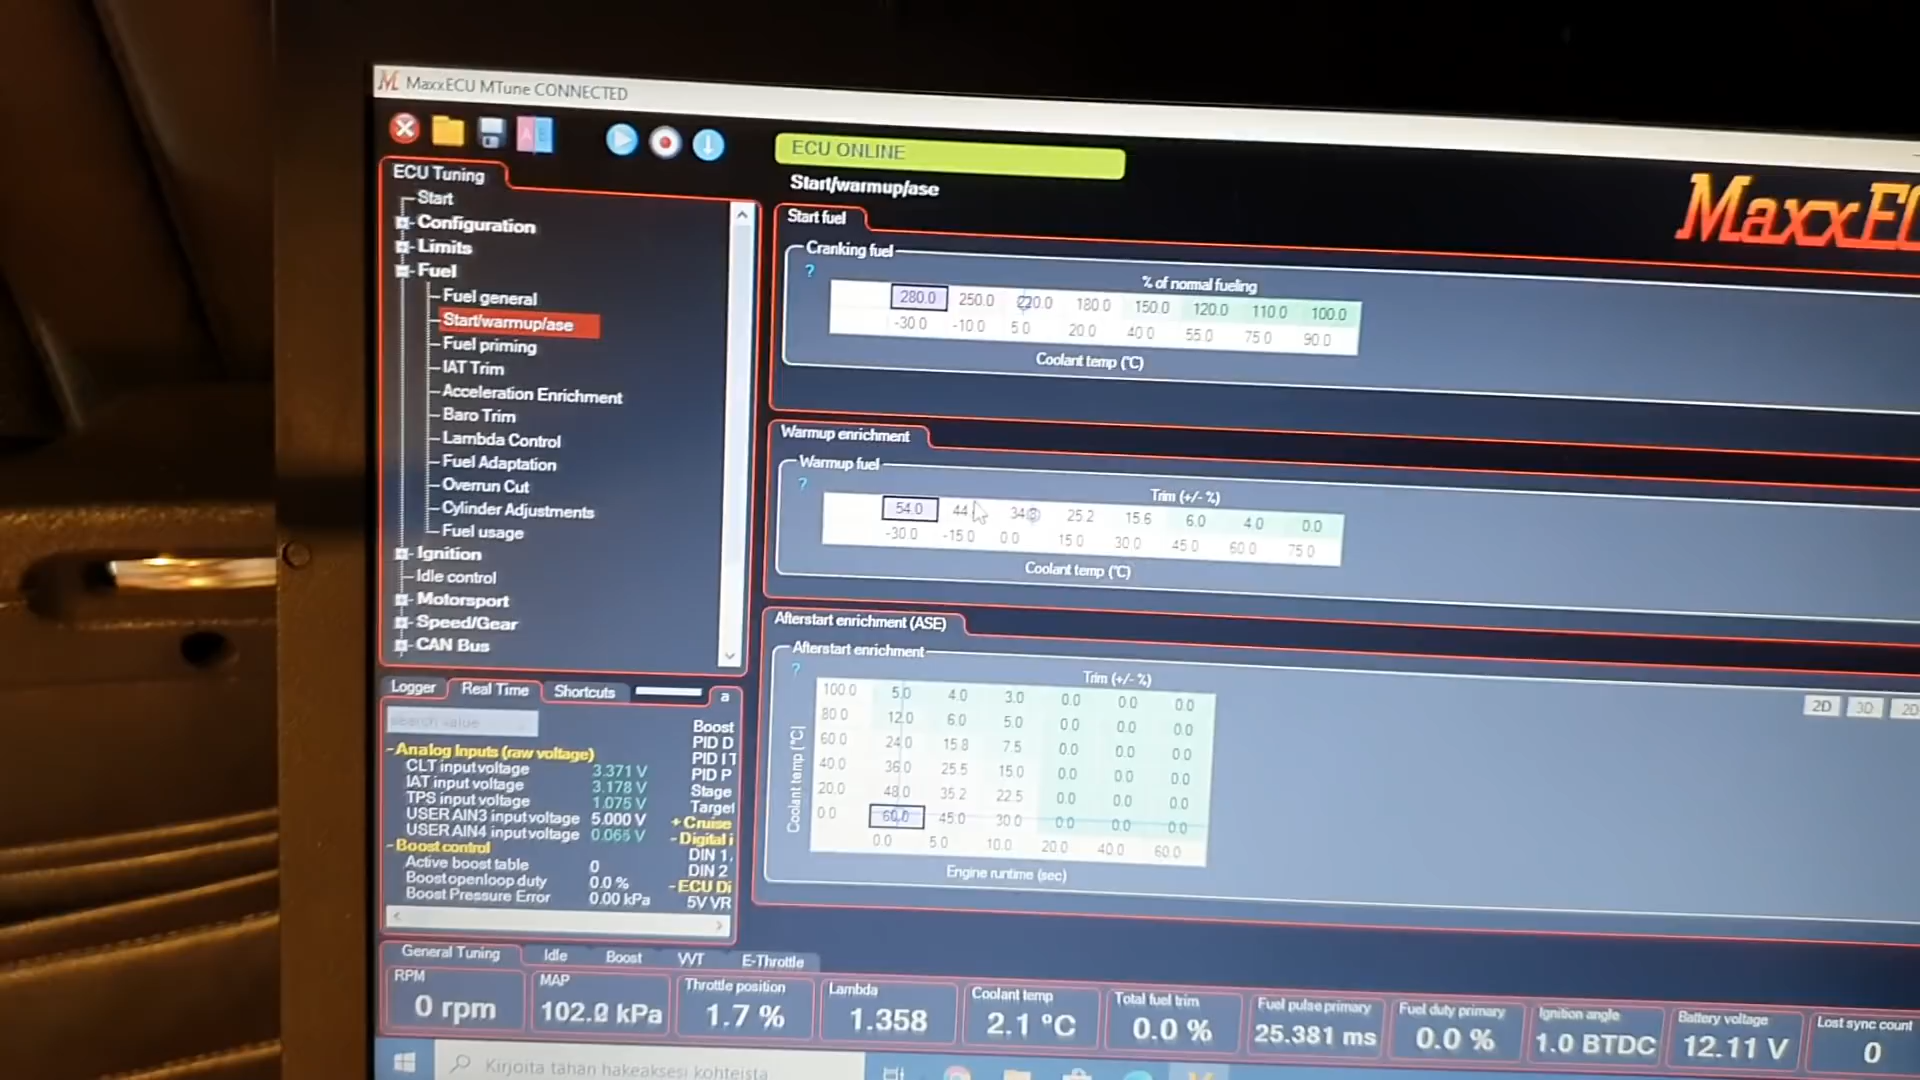 MaxxECU MTune CONNECTED
ECU ONLINE
Start/warmup/ase
ECU Tuning
Start
Configuration
Limits
Fuel
Fuel general
Start/warmup/ase
Fuel priming
IAT Trim
Acceleration Enrichment
Baro Trim
Lambda Control
Fuel Adaptation
Overrun Cut
Cylinder Adjustments
Fuel usage
Ignition
Idle control
Motorsport
Speed/Gear
CAN Bus
Start fuel
Cranking fuel
?
% of normal fueling
280.0 250.0 220.0 180.0 150.0 120.0 110.0 100.0
-30.0 -10.0 5.0 20.0 40.0 55.0 75.0 90.0
Coolant temp (°C)
Warmup enrichment
Warmup fuel
?
Trim (+/- %)
54.0 44 34 25.2 15.6 6.0 4.0 0.0
-30.0 -15.0 0.0 15.0 30.0 45.0 60.0 75.0
Coolant temp (°C)
Afterstart enrichment (ASE)
Afterstart enrichment
?
Trim (+/- %)
100.0 5.0 4.0 3.0 0.0 0.0 0.0
80.0 12.0 6.0 5.0 0.0 0.0 0.0
60.0 24.0 15.8 7.5 0.0 0.0 0.0
40.0 36.0 25.5 15.0 0.0 0.0 0.0
20.0 48.0 35.2 22.5 0.0 0.0 0.0
0.0 60.0 45.0 30.0 0.0 0.0 0.0
0.0 5.0 10.0 20.0 40.0 60.0
Coolant temp (°C)
Engine runtime (sec)
2D 3D 2D
Logger Real Time Shortcuts a
search value
-Analog Inputs (raw voltage)
CLT input voltage 3.371 V
IAT input voltage 3.178 V
TPS input voltage 1.075 V
USER AIN3 input voltage 5.000 V
USER AIN4 input voltage 0.065 V
-Boost control
Active boost table 0
Boost openloop duty 0.0 %
Boost Pressure Error 0.00 kPa
Boost
PID D
PID I
PID P
Stage
Target
+Cruise
-Digital i
DIN 1,
DIN 2
-ECU Di
5V VR
General Tuning Idle Boost VVT E-Throttle
RPM
0 rpm
MAP
kPa
Throttle position
1.7 %
Lambda
1.358
Coolant temp
2.1 °C
Total fuel trim
0.0 %
Fuel pulse primary
25.381 ms
Fuel duty primary
0.0 %
Ignition angle
1.0 BTDC
Battery voltage
12.11 V
Lost sync count
0
Kirjoita tähän hakeaksesi kohteista